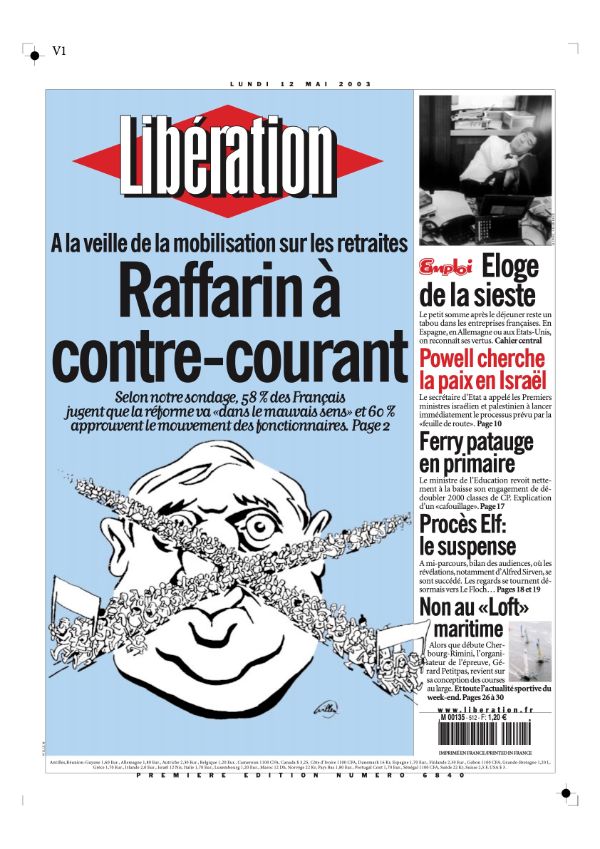 V1
LUNDI 12 MAI 2003
Libération
A la veille de la mobilisation sur les retraites
Raffarin à
contre-courant
Selon notre sondage, 58 % des Français
jugent que la réforme va «dans le mauvais sens» et 60 %
approuvent le mouvement des fonctionnaires. Page 2
Emploi Eloge
de la sieste
Le petit somme après le déjeuner reste un
tabou dans les entreprises françaises. En
Espagne, en Allemagne ou aux Etats-Unis,
on reconnaît ses vertus. Cahier central
Powell cherche
la paix en Israël
Le secrétaire d'Etat a appelé les Premiers
ministres israélien et palestinien à lancer
immédiatement le processus prévu par la
«feuille de route». Page 10
Ferry patauge
en primaire
Le ministre de l'Education revoit nette-
ment à la baisse son engagement de dé-
doubler 2000 classes de CP. Explication
d'un «cafouillage». Page 17
Procès Elf:
le suspense
A mi-parcours, bilan des audiences, où les
révélations, notamment d'Alfred Sirven, se
sont succédé. Les regards se tournent dé-
sormais vers Le Floch... Pages 18 et 19
Non au «Loft»
maritime
Alors que débute Cher-
bourg-Rimini, l'organi-
sateur de l'épreuve, Gé-
rard Petitpas, revient sur
sa conception des courses
au large. Et toute l'actualité sportive du
week-end. Pages 26 à 30
www.liberation.fr
M 00135 - 512 - F: 1,20 €
IMPRIMÉ EN FRANCE / PRINTED IN FRANCE
PREMIERE EDITION NUMERO 6840